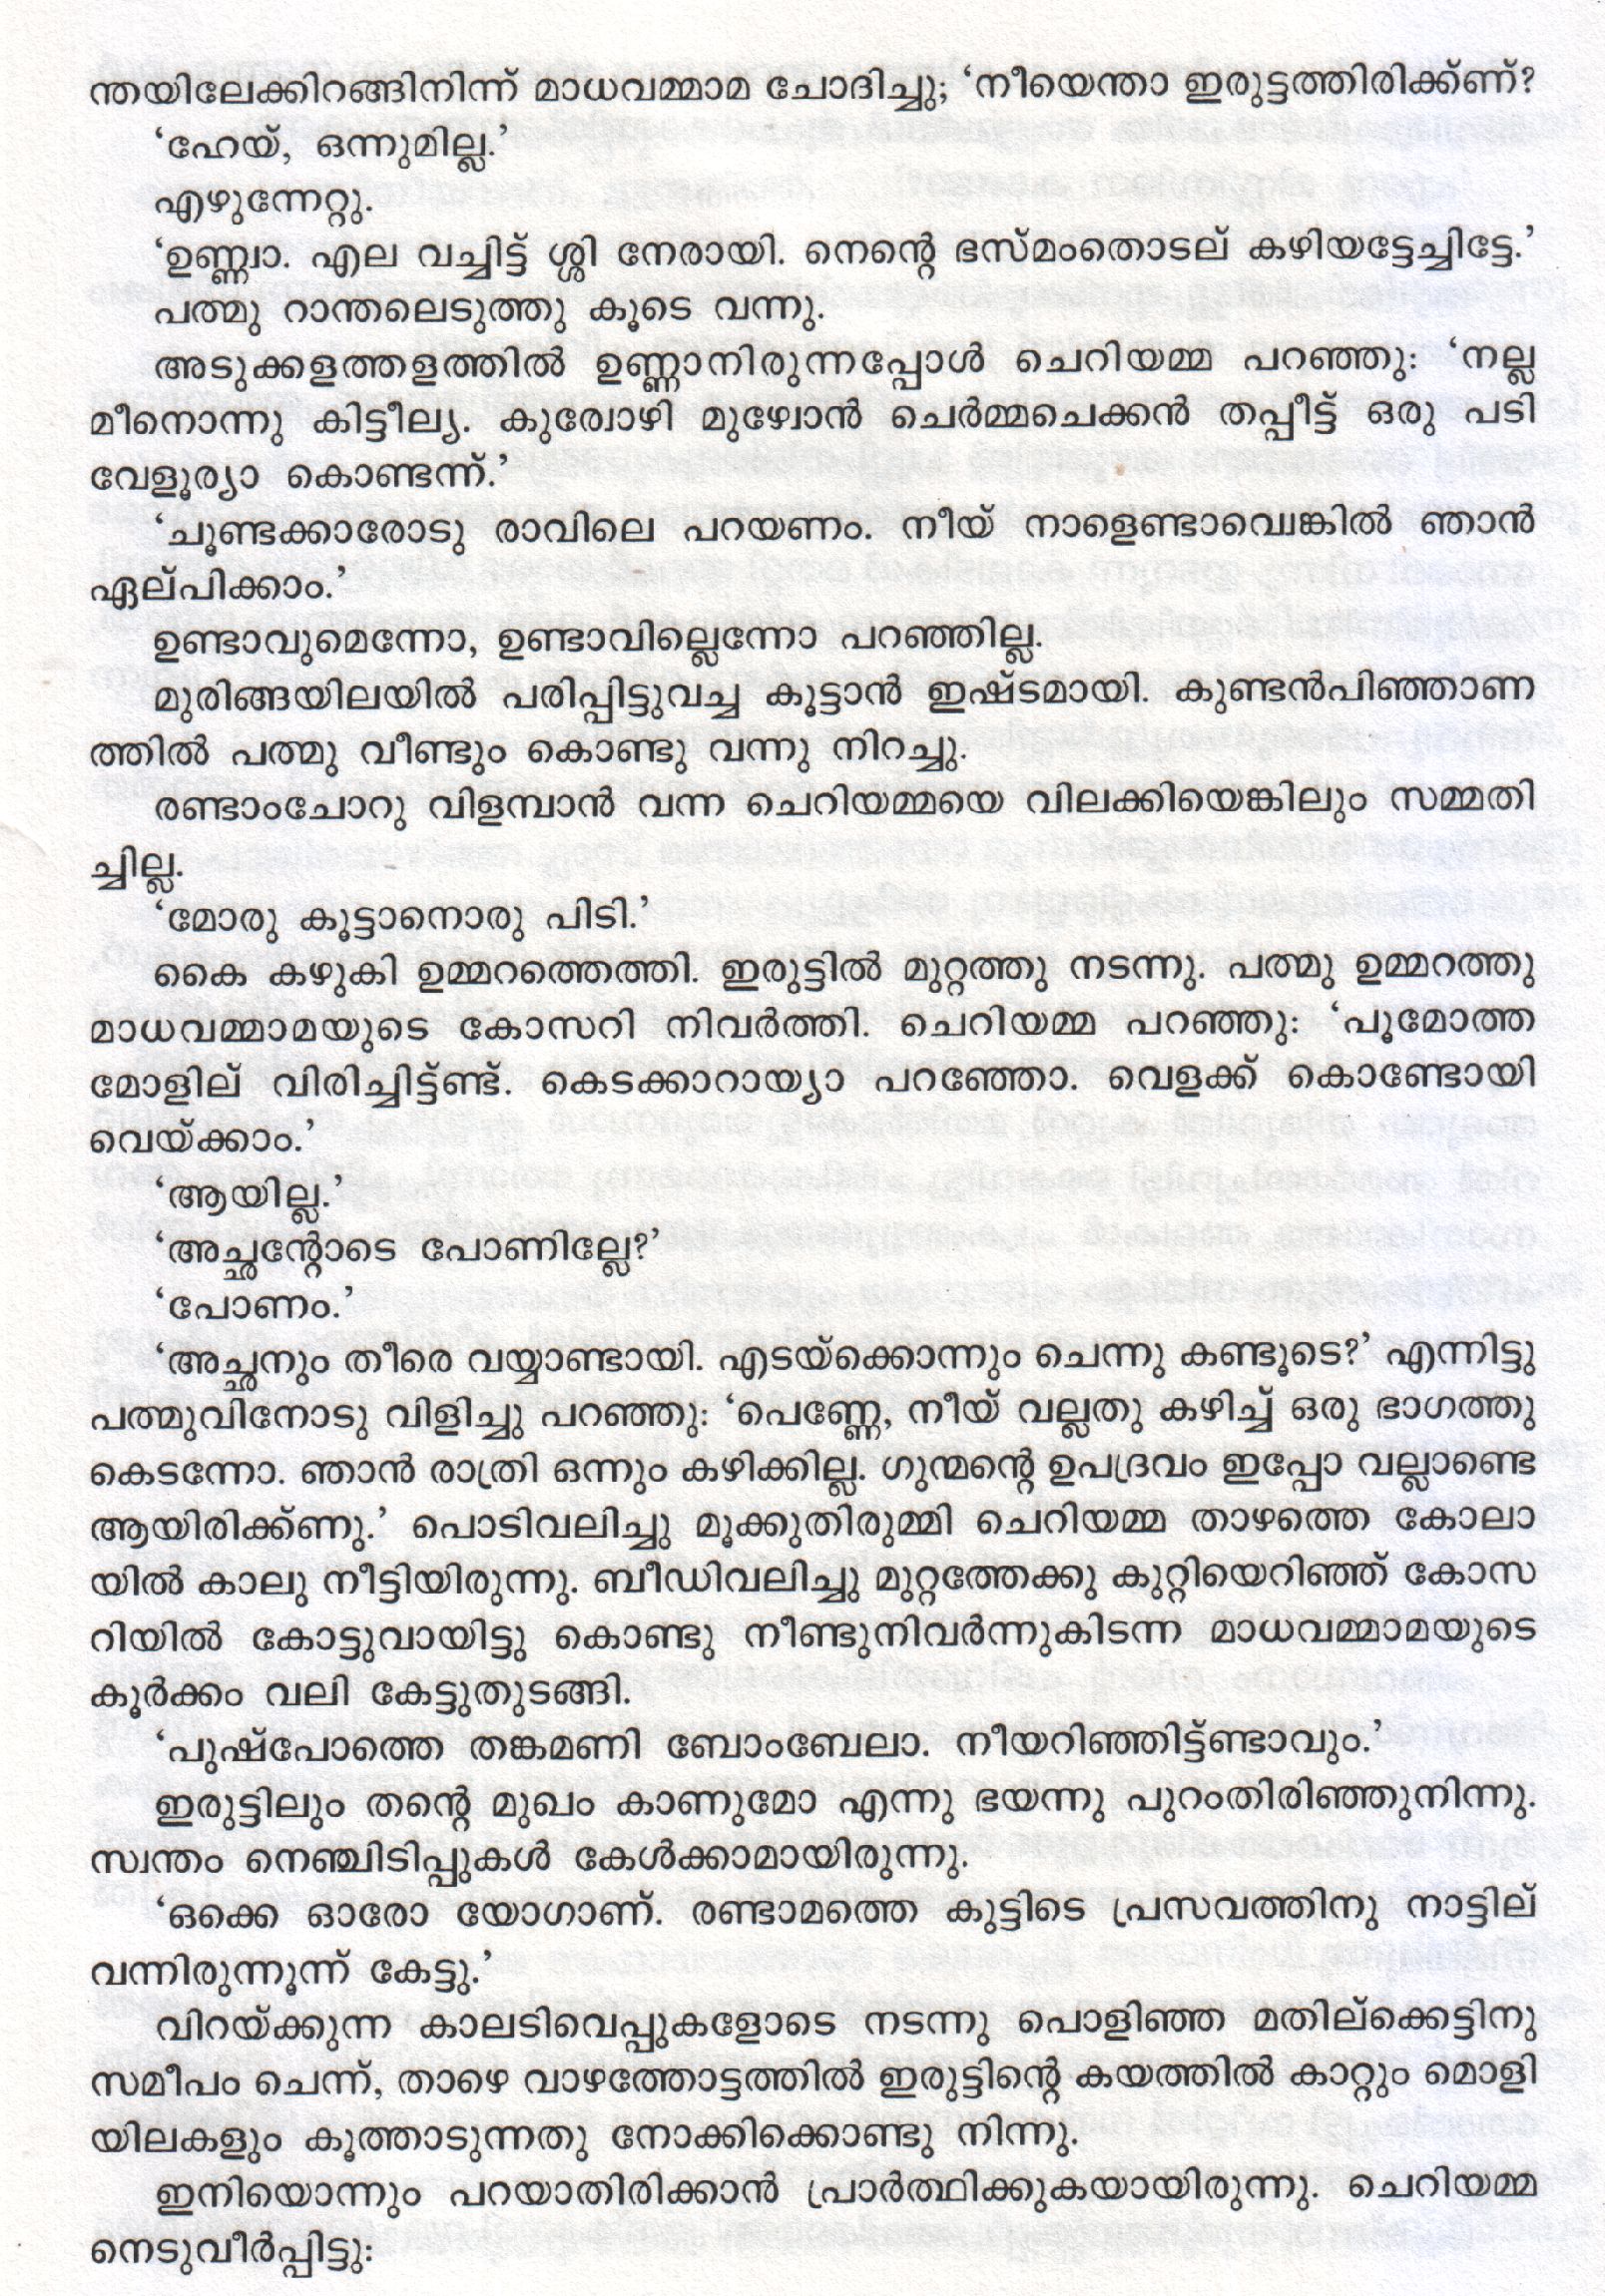 ന്തയിലേക്കിറങ്ങിനിന്ന് മാധവമ്മാമ ചോദിച്ചു; ‘നീയെന്താ ഇരുട്ടത്തിരിക്ക്ണ്?
‘ഹേയ്, ഒന്നുമില്ല.’
എഴുന്നേറ്റു.
‘ഉണ്ണ്വാ. എല വച്ചിട്ട് ശ്ശി നേരായി. നെന്റെ ഭസ്മംതൊടല് കഴിയട്ടേച്ചിട്ടേ.’
പത്മു റാന്തലെടുത്തു കൂടെ വന്നു.
അടുക്കളത്തളത്തിൽ ഉണ്ണാനിരുന്നപ്പോൾ ചെറിയമ്മ പറഞ്ഞു: ‘നല്ല
മീനൊന്നു കിട്ടീല്യ. കുര്വോഴി മുഴ്വോൻ ചെർമ്മചെക്കൻ തപ്പീട്ട് ഒരു പടി
വേളൂര്യാ കൊണ്ടന്ന്.’
‘ചൂണ്ടക്കാരോടു രാവിലെ പറയണം. നീയ് നാളെണ്ടാവ്വെങ്കിൽ ഞാൻ
ഏല്പിക്കാം.’
ഉണ്ടാവുമെന്നോ, ഉണ്ടാവില്ലെന്നോ പറഞ്ഞില്ല.
മുരിങ്ങയിലയിൽ പരിപ്പിട്ടുവച്ച കൂട്ടാൻ ഇഷ്ടമായി. കുണ്ടൻപിഞ്ഞാണ
ത്തിൽ പത്മു വീണ്ടും കൊണ്ടു വന്നു നിറച്ചു.
രണ്ടാംചോറു വിളമ്പാൻ വന്ന ചെറിയമ്മയെ വിലക്കിയെങ്കിലും സമ്മതി
ച്ചില്ല.
‘മോരു കൂട്ടാനൊരു പിടി.’
കൈ കഴുകി ഉമ്മറത്തെത്തി. ഇരുട്ടിൽ മുറ്റത്തു നടന്നു. പത്മു ഉമ്മറത്തു
മാധവമ്മാമയുടെ കോസറി നിവർത്തി. ചെറിയമ്മ പറഞ്ഞു: ‘പൂമോത്ത
മോളില് വിരിച്ചിട്ട്ണ്ട്. കെടക്കാറായ്യാ പറഞ്ഞോ. വെളക്ക് കൊണ്ടോയി
വെയ്ക്കാം.’
‘ആയില്ല.’
‘അച്ഛന്റോടെ പോണില്ലേ?’
‘പോണം.’
‘അച്ഛനും തീരെ വയ്യാണ്ടായി. എടയ്ക്കൊന്നും ചെന്നു കണ്ടൂടെ?’ എന്നിട്ടു
പത്മുവിനോടു വിളിച്ചു പറഞ്ഞു: ‘പെണ്ണേ, നീയ് വല്ലതു കഴിച്ച് ഒരു ഭാഗത്തു
കെടന്നോ. ഞാൻ രാത്രി ഒന്നും കഴിക്കില്ല. ഗുന്മന്റെ ഉപദ്രവം ഇപ്പോ വല്ലാണ്ടെ
ആയിരിക്ക്ണു.’ പൊടിവലിച്ചു മൂക്കുതിരുമ്മി ചെറിയമ്മ താഴത്തെ കോലാ
യിൽ കാലു നീട്ടിയിരുന്നു. ബീഡിവലിച്ചു മുറ്റത്തേക്കു കുറ്റിയെറിഞ്ഞ് കോസ
റിയിൽ കോട്ടുവായിട്ടു കൊണ്ടു നീണ്ടുനിവർന്നുകിടന്ന മാധവമ്മാമയുടെ
കൂർക്കം വലി കേട്ടുതുടങ്ങി.
‘പുഷ്പോത്തെ തങ്കമണി ബോംബേലാ. നീയറിഞ്ഞിട്ട്ണ്ടാവും.’
ഇരുട്ടിലും തന്റെ മുഖം കാണുമോ എന്നു ഭയന്നു പുറംതിരിഞ്ഞുനിന്നു.
സ്വന്തം നെഞ്ചിടിപ്പുകൾ കേൾക്കാമായിരുന്നു.
‘ഒക്കെ ഓരോ യോഗാണ്. രണ്ടാമത്തെ കുട്ടിടെ പ്രസവത്തിനു നാട്ടില്
വന്നിരുന്നൂന്ന് കേട്ടു.’
വിറയ്ക്കുന്ന കാലടിവെപ്പുകളോടെ നടന്നു പൊളിഞ്ഞ മതില്ക്കെട്ടിനു
സമീപം ചെന്ന്, താഴെ വാഴത്തോട്ടത്തിൽ ഇരുട്ടിന്റെ കയത്തിൽ കാറ്റും മൊളി
യിലകളും കൂത്താടുന്നതു നോക്കിക്കൊണ്ടു നിന്നു.
ഇനിയൊന്നും പറയാതിരിക്കാൻ പ്രാർത്ഥിക്കുകയായിരുന്നു. ചെറിയമ്മ
നെടുവീർപ്പിട്ടു: